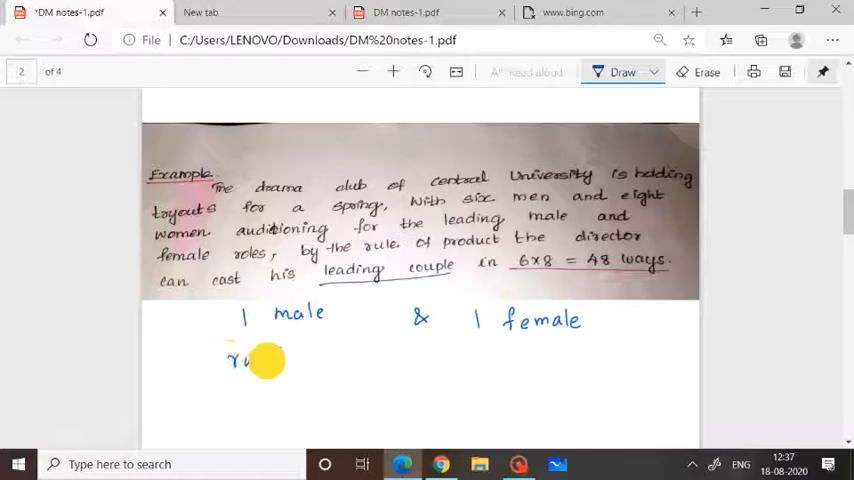 *DM notes-1.pdf
New tab
DM notes-1.pdf
www.bing.com
File C:/Users/LENOVO/Downloads/DM%20notes-1.pdf
2 of 4
Read aloud
Draw
Erase
Example.
The drama club of central University is holding
tryouts for a spring, with six men and eight
women auditioning for the leading male and
female roles, by the rule of product the director
can cast his leading couple in 6x8 = 48 ways.
1 male & 1 female
Type here to search
ENG
12:37
18-08-2020